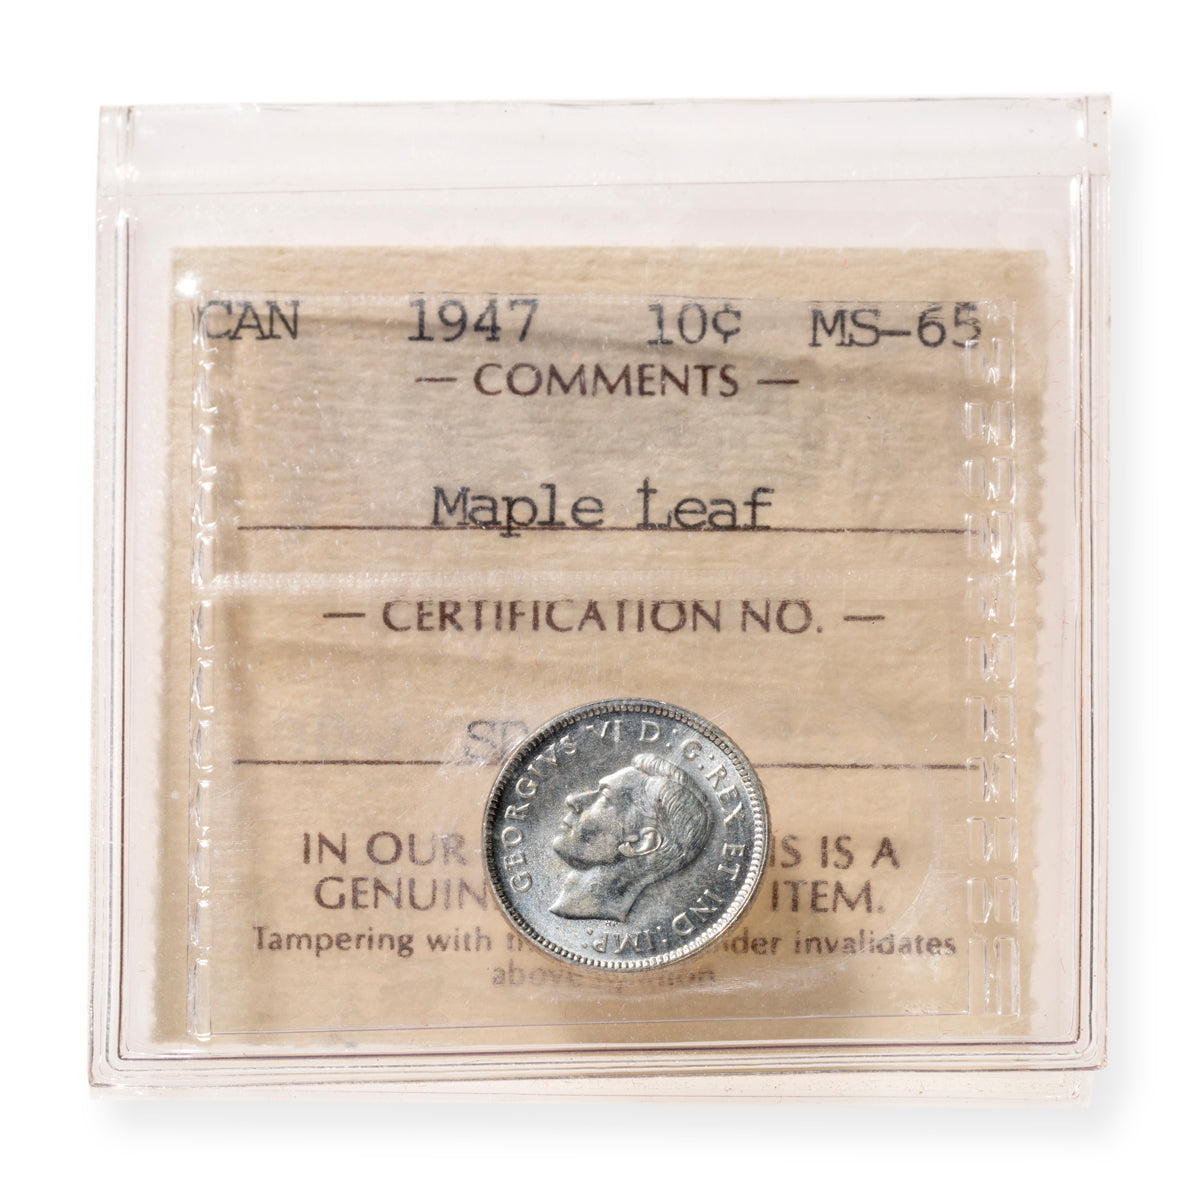 CAN 1947 10¢ MS-65
— COMMENTS —
Maple Leaf
— CERTIFICATION NO. —
GEORGIVS VI D: G: REX ET IND: IMP:
IN OUR IS IS A
GENUIN ITEM.
Tampering with invalidates
above